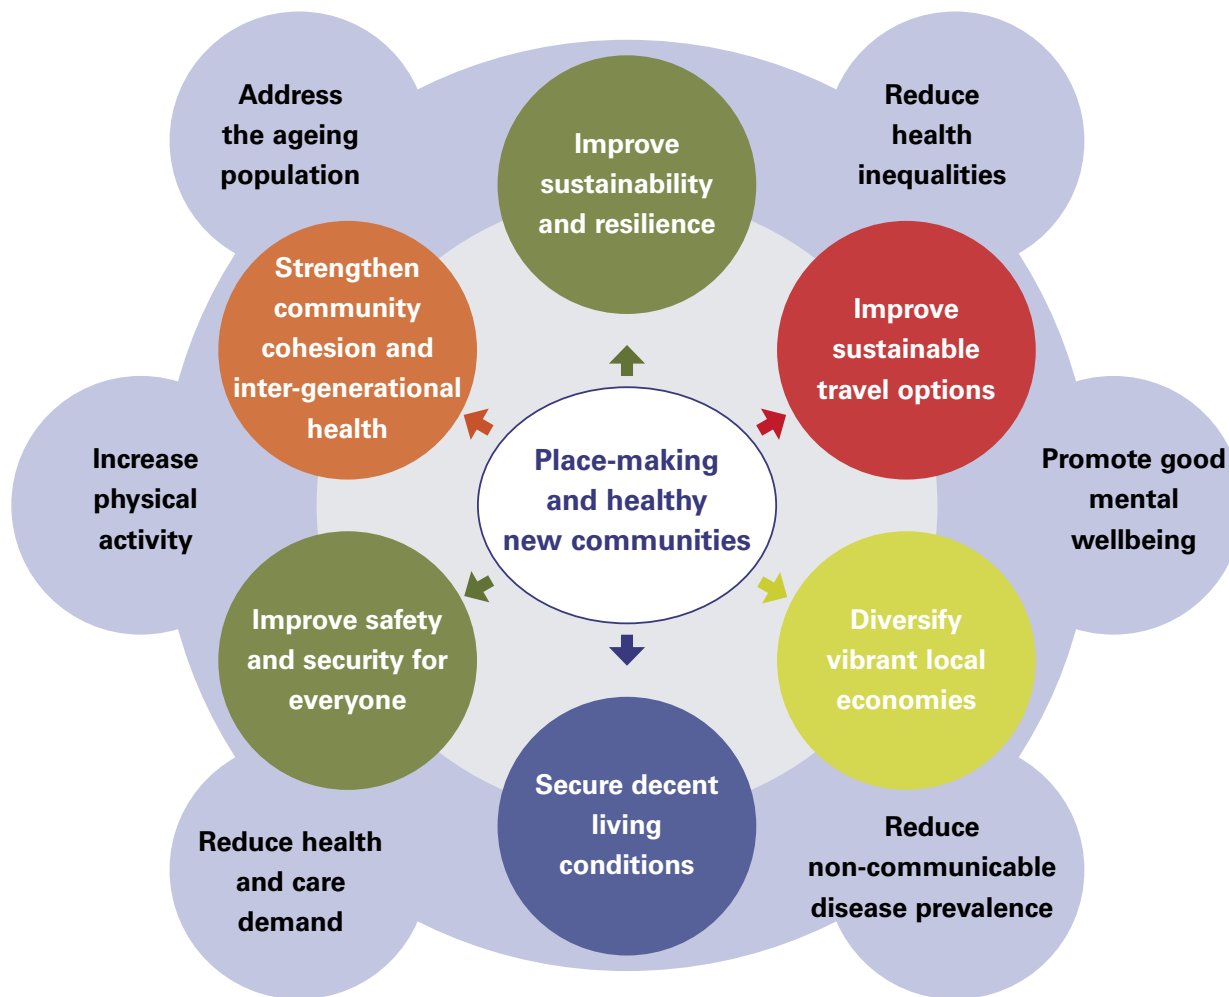 Address
the ageing
population
Reduce
health
inequalities
Improve
sustainability
and resilience
Strengthen
community
cohesion and
inter-generational
health
Improve
sustainable
travel options
Increase
physical
activity
Place-making
and healthy
new communities
Promote good
mental
wellbeing
Improve safety
and security for
everyone
Diversify
vibrant local
economies
Secure decent
living
conditions
Reduce health
and care
demand
Reduce
non-communicable
disease prevalence